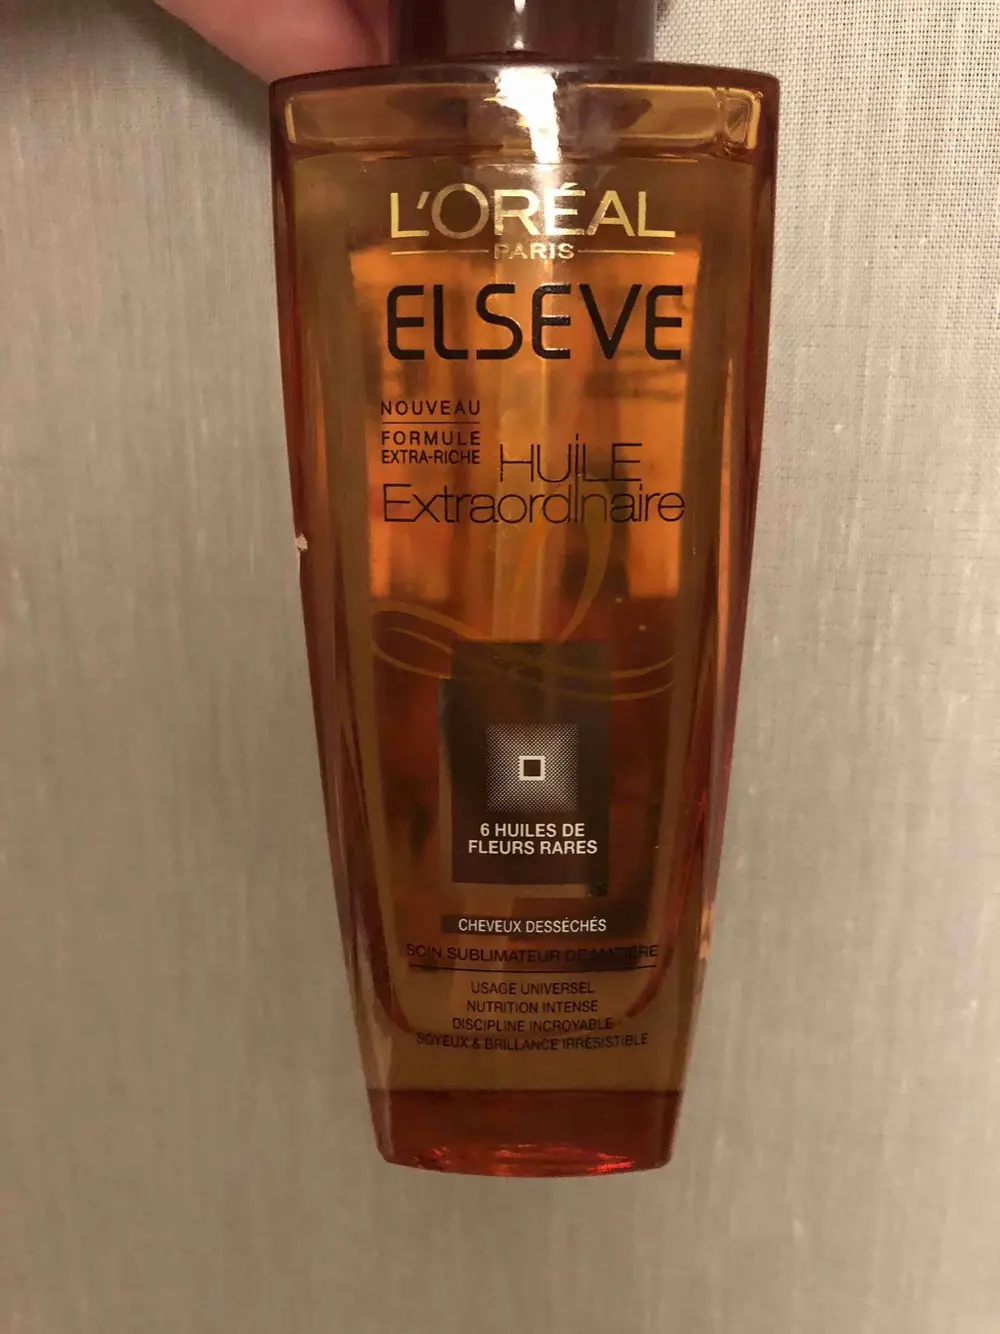 L'ORÉAL
PARIS
ELSEVE
NOUVEAU
FORMULE
EXTRA-RICHE
HUiLE
ExtraordInaire
6 HUILES DE
FLEURS RARES
CHEVEUX DESSÉCHÉS
SOIN SUBLIMATEUR DE MATIÈRE
USAGE UNIVERSEL
NUTRITION INTENSE
DISCIPLINE INCROYABLE
SOYEUX & BRILLANCE IRRÉSISTIBLE